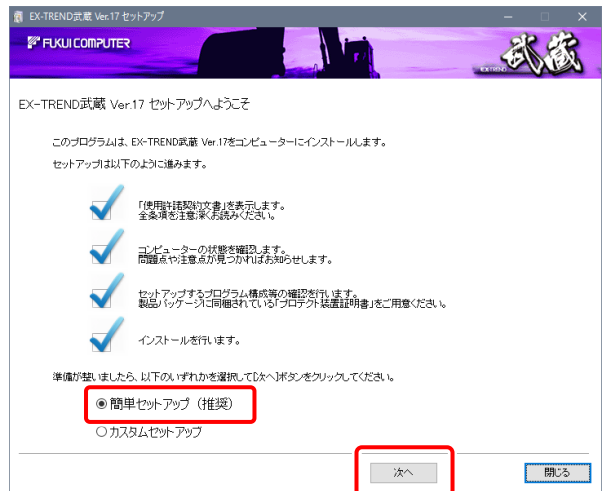 EX-TREND武蔵 Ver.17 セットアップ
FUKUI COMPUTER
武蔵
EX-TREND
EX-TREND武蔵 Ver.17 セットアップへようこそ
このプログラムは、EX-TREND武蔵 Ver.17をコンピューターにインストールします。
セットアップは以下のように進みます。
「使用許諾契約文書」を表示します。
全条項を注意深くお読みください。
コンピューターの状態を確認します。
問題点や注意点が見つかればお知らせします。
セットアップするプログラム構成等の確認を行います。
製品パッケージに同梱されている「プロテクト装置証明書」をご用意ください。
インストールを行います。
準備が整いましたら、以下のいずれかを選択して[次へ]ボタンをクリックしてください。
簡単セットアップ（推奨）
カスタムセットアップ
次へ
閉じる